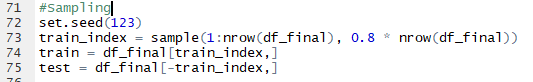 71 #Sampling
72 set.seed(123)
73 train_index = sample(1:nrow(df_final), 0.8 * nrow(df_final))
74 train = df_final[train_index,]
75 test = df_final[-train_index,]